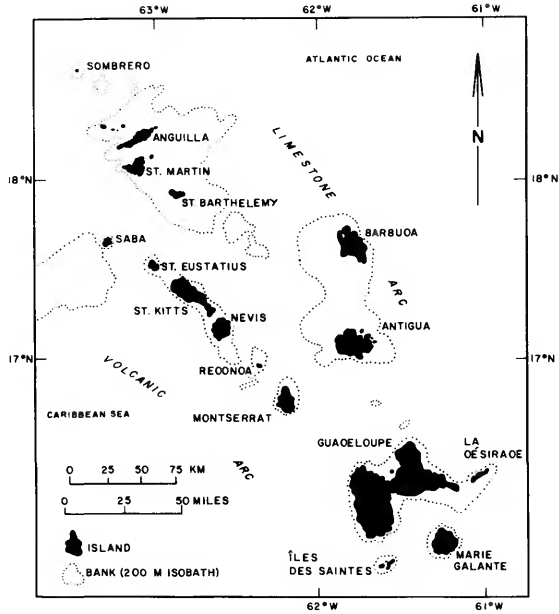 63°W
62°W
61°W
SOMBRERO
ATLANTIC OCEAN
N
ANGUILLA
LIMESTONE
ST. MARTIN
18°N
18°N
ST BARTHELEMY
SABA
BARBUOA
ST. EUSTATIUS
ARC
ST. KITTS
NEVIS
ANTIGUA
17°N
17°N
VOLCANIC
REOONOA
MONTSERRAT
CARIBBEAN SEA
GUAOELOUPE
LA
OÉSIRAOE
ARC
0 25 50 75 KM
0 25 50 MILES
ISLAND
BANK (200 M ISOBATH)
ÎLES
DES SAINTES
MARIE
GALANTE
62°W
61°W